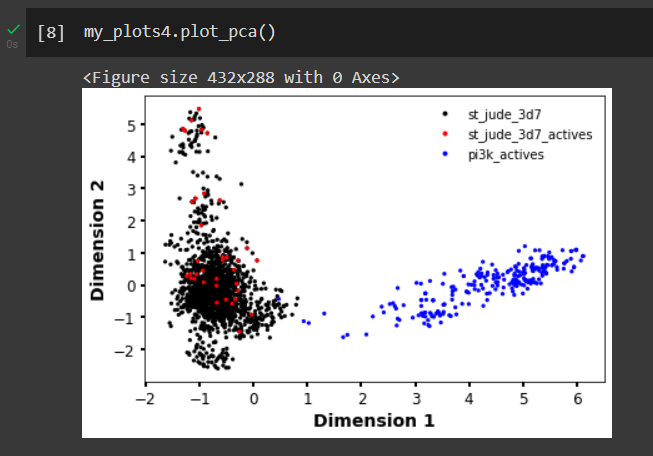 [8] my_plots4.plot_pca()
0s
<Figure size 432x288 with 0 Axes>
st_jude_3d7
st_jude_3d7_actives
pi3k_actives
5
4
3
2
1
0
−1
−2
Dimension 2
−2 −1 0 1 2 3 4 5 6
Dimension 1